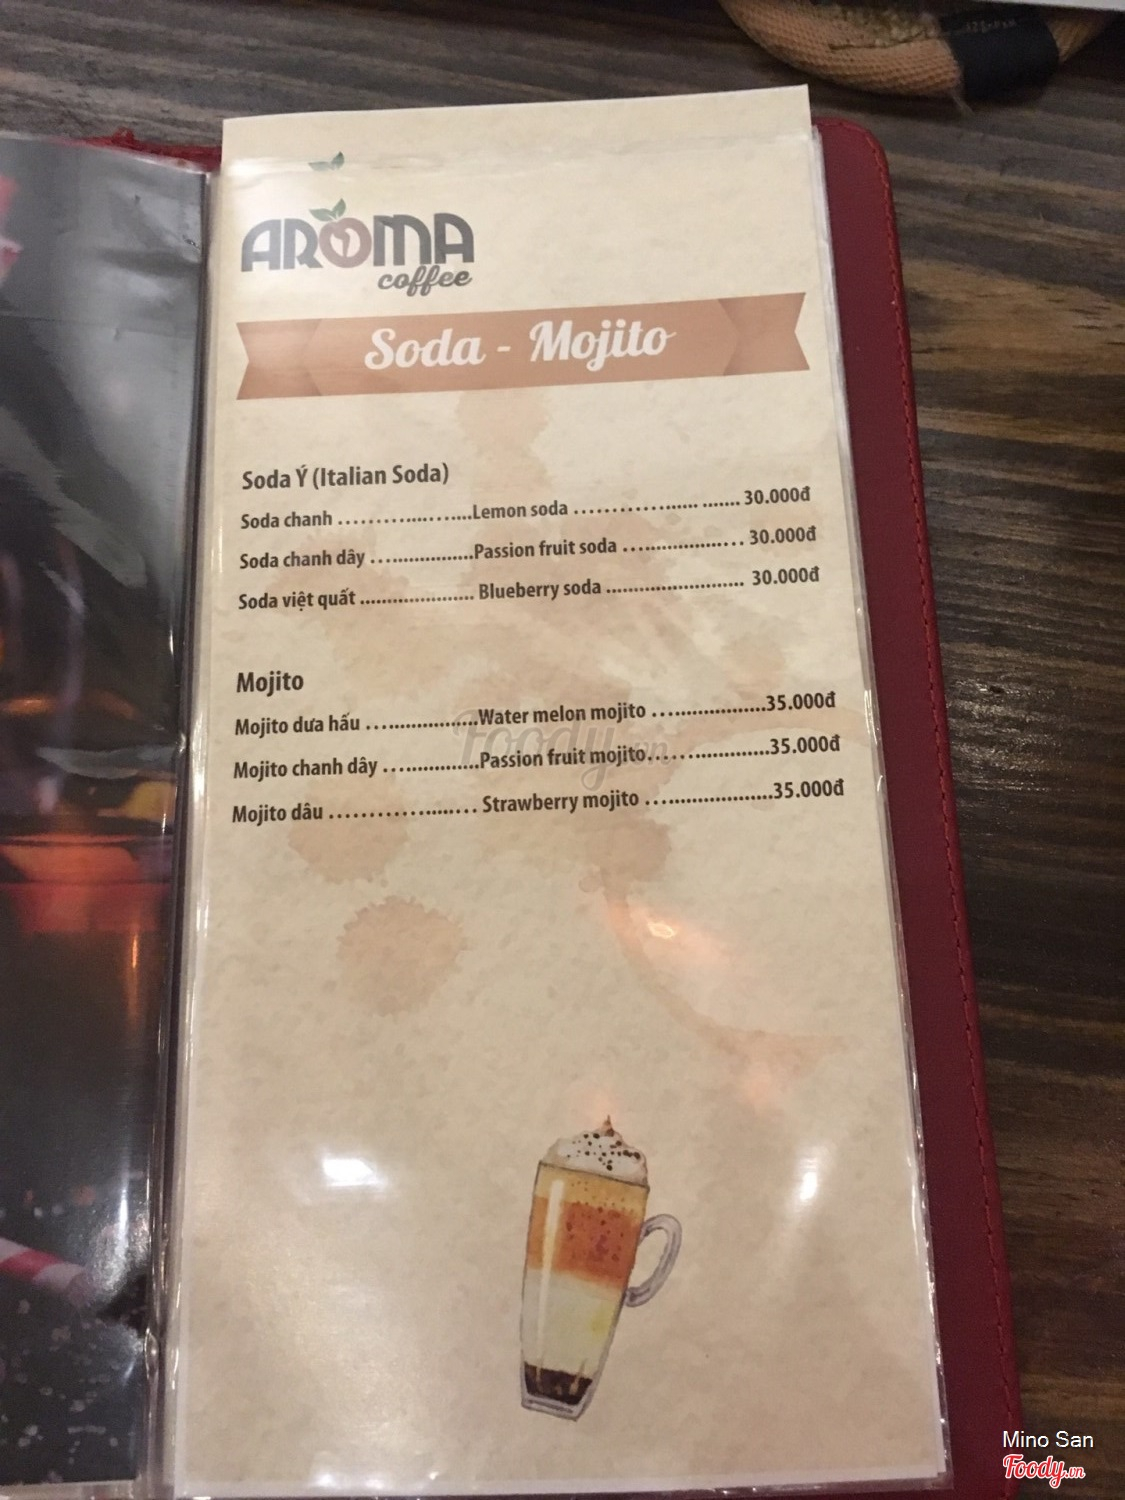 AROMA
coffee
Soda - Mojito
Soda Ý (Italian Soda)
Soda chanh ....................Lemon soda .......................... 30.000đ
Soda chanh dây ....................Passion fruit soda .................... 30.000đ
Soda việt quất ...................... Blueberry soda .......................... 30.000đ
Mojito
Mojito dưa hấu ....................Water melon mojito ....................35.000đ
Mojito chanh dây ..................Passion fruit mojito.....................35.000đ
Mojito dâu ......................... Strawberry mojito .......................35.000đ
Foody.vn
Mino San
Foody.vn